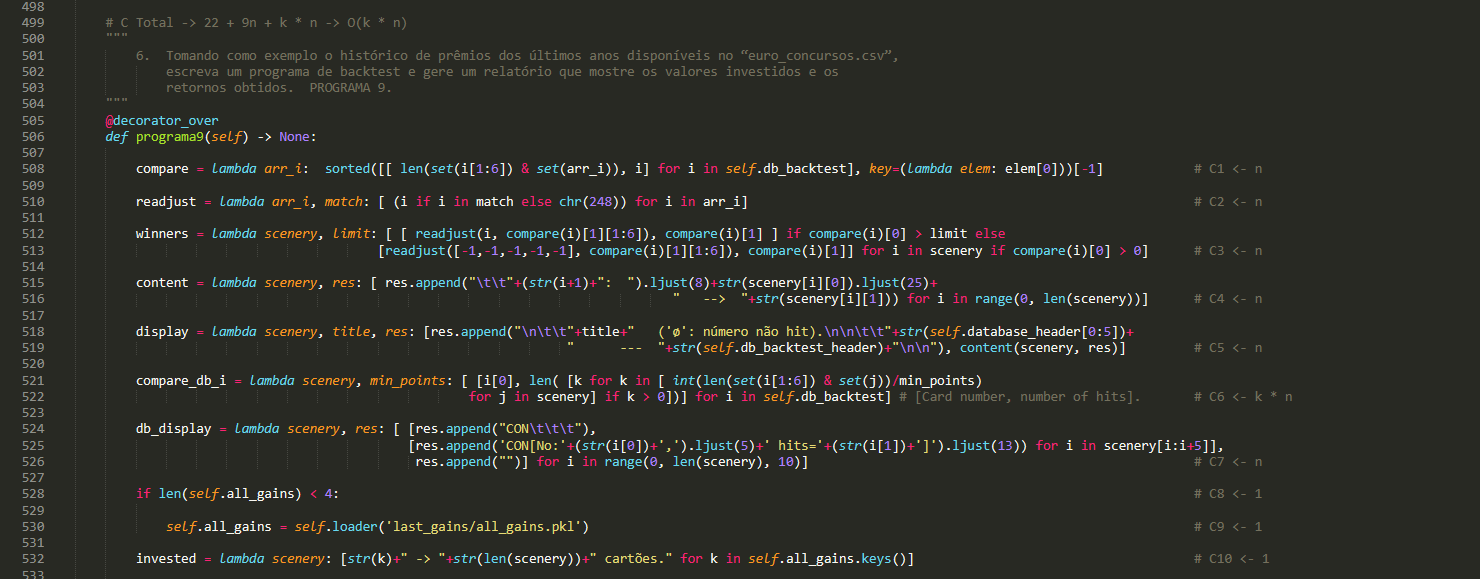 498
499 # C Total -> 22 + 9n + k * n -> O(k * n)
500 """
501 6. Tomando como exemplo o histórico de prêmios dos últimos anos disponíveis no “euro_concursos.csv”,
502 escreva um programa de backtest e gere um relatório que mostre os valores investidos e os
503 retornos obtidos. PROGRAMA 9.
504 """
505 @decorator_over
506 def programa9(self) -> None:
507
508 compare = lambda arr_i: sorted([[ len(set(i[1:6]) & set(arr_i)), i] for i in self.db_backtest], key=(lambda elem: elem[0]))[-1] # C1 <- n
509
510 readjust = lambda arr_i, match: [ (i if i in match else chr(248)) for i in arr_i] # C2 <- n
511
512 winners = lambda scenery, limit: [ [ readjust(i, compare(i)[1][1:6]), compare(i)[1] ] if compare(i)[0] > limit else
513 [readjust([-1,-1,-1,-1,-1], compare(i)[1][1:6]), compare(i)[1]] for i in scenery if compare(i)[0] > 0] # C3 <- n
514
515 content = lambda scenery, res: [ res.append("\t\t"+(str(i+1)+":  ").ljust(8)+str(scenery[i][0]).ljust(25)+
516 "   -->  "+str(scenery[i][1])) for i in range(0, len(scenery))] # C4 <- n
517
518 display = lambda scenery, title, res: [res.append("\n\t\t"+title+"   ('ø': número não hit).\n\n\t\t"+str(self.database_header[0:5])+
519 "      ---  "+str(self.db_backtest_header)+"\n\n"), content(scenery, res)] # C5 <- n
520
521 compare_db_i = lambda scenery, min_points: [ [i[0], len( [k for k in [ int(len(set(i[1:6]) & set(j))/min_points)
522 for j in scenery] if k > 0])] for i in self.db_backtest] # [Card number, number of hits]. # C6 <- k * n
523
524 db_display = lambda scenery, res: [ [res.append("CON\t\t\t"),
525 [res.append('CON[No:'+(str(i[0])+',').ljust(5)+' hits='+(str(i[1])+']').ljust(13)) for i in scenery[i:i+5]],
526 res.append("")] for i in range(0, len(scenery), 10)] # C7 <- n
527
528 if len(self.all_gains) < 4: # C8 <- 1
529
530 self.all_gains = self.loader('last_gains/all_gains.pkl') # C9 <- 1
531
532 invested = lambda scenery: [str(k)+" -> "+str(len(scenery))+" cartões." for k in self.all_gains.keys()] # C10 <- 1
533